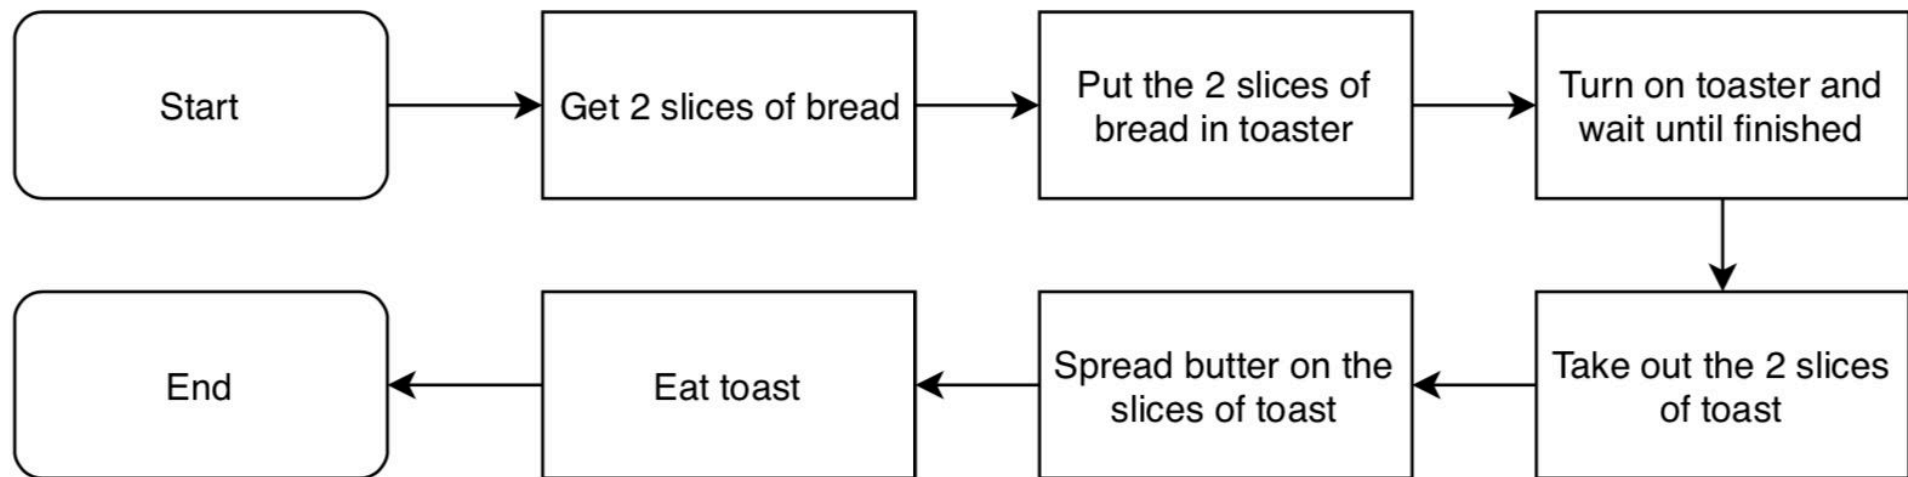 Start
Get 2 slices of bread
Put the 2 slices of
bread in toaster
Turn on toaster and
wait until finished
Take out the 2 slices
of toast
Spread butter on the
slices of toast
Eat toast
End